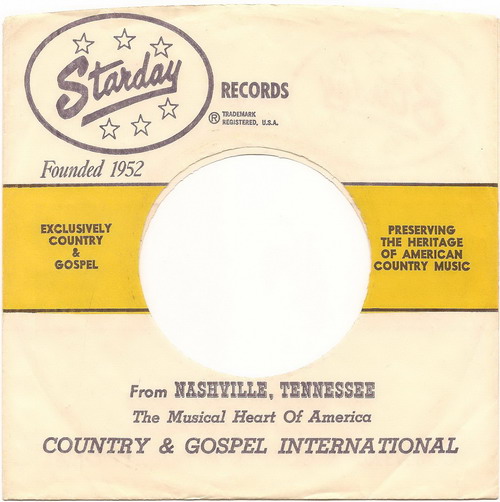 Starday
RECORDS
® TRADEMARK
REGISTERED, U.S.A.
Founded 1952
EXCLUSIVELY
COUNTRY
&
GOSPEL
PRESERVING
THE HERITAGE
OF AMERICAN
COUNTRY MUSIC
From NASHVILLE, TENNESSEE
The Musical Heart Of America
COUNTRY & GOSPEL INTERNATIONAL